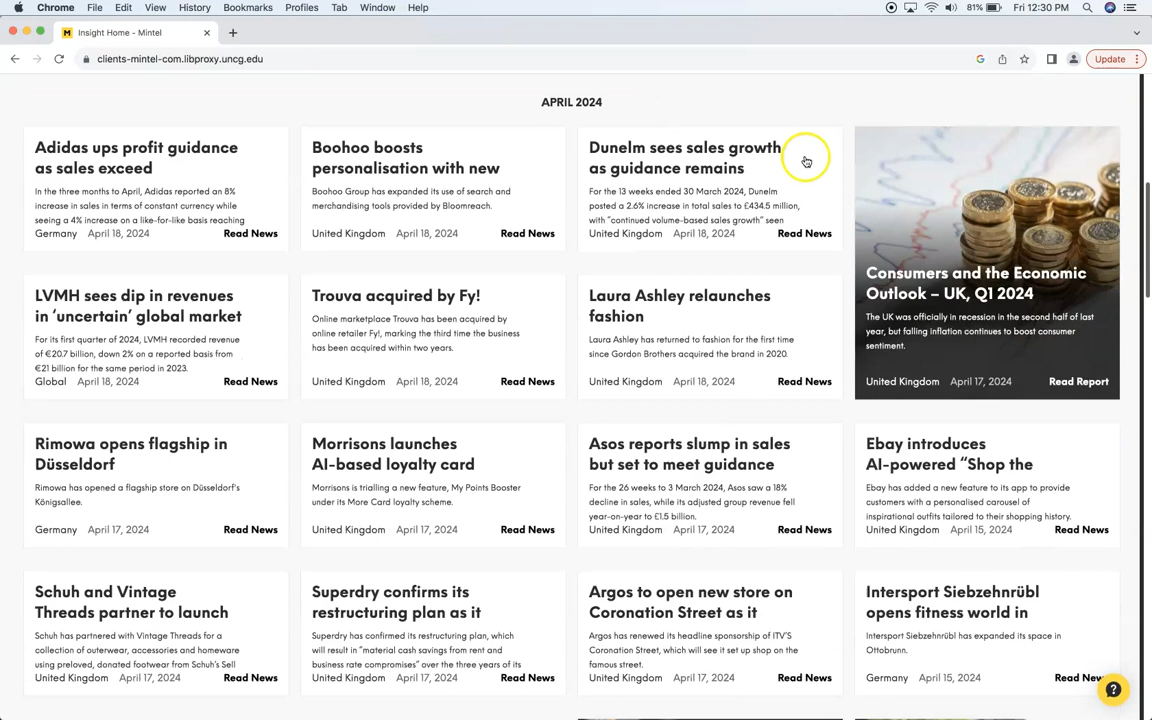 Chrome File Edit View History Bookmarks Profiles Tab Window Help 81% Fri 12:30 PM
M Insight Home - Mintel
clients-mintel-com.libproxy.uncg.edu Update
APRIL 2024
Adidas ups profit guidance
as sales exceed
In the three months to April, Adidas reported an 8%
increase in sales in terms of constant currency while
seeing a 4% increase on a like-for-like basis reaching
Germany April 18, 2024 Read News
Boohoo boosts
personalisation with new
Boohoo Group has expanded its use of search and
merchandising tools provided by Bloomreach.
United Kingdom April 18, 2024 Read News
Dunelm sees sales growth
as guidance remains
For the 13 weeks ended 30 March 2024, Dunelm
posted a 2.6% increase in total sales to £434.5 million,
with “continued volume-based sales growth” seen
United Kingdom April 18, 2024 Read News
Consumers and the Economic
Outlook – UK, Q1 2024
The UK was officially in recession in the second half of last
year, but falling inflation continues to boost consumer
sentiment.
United Kingdom April 17, 2024 Read Report
LVMH sees dip in revenues
in ‘uncertain’ global market
For its first quarter of 2024, LVMH recorded revenue
of €20.7 billion, down 2% on a reported basis from
€21 billion for the same period in 2023.
Global April 18, 2024 Read News
Trouva acquired by Fy!
Online marketplace Trouva has been acquired by
online retailer Fy!, marking the third time the business
has been acquired within two years.
United Kingdom April 18, 2024 Read News
Laura Ashley relaunches
fashion
Laura Ashley has returned to fashion for the first time
since Gordon Brothers acquired the brand in 2020.
United Kingdom April 18, 2024 Read News
Rimowa opens flagship in
Düsseldorf
Rimowa has opened a flagship store on Düsseldorf's
Königsallee.
Germany April 17, 2024 Read News
Morrisons launches
AI-based loyalty card
Morrisons is trialling a new feature, My Points Booster
under its More Card loyalty scheme.
United Kingdom April 17, 2024 Read News
Asos reports slump in sales
but set to meet guidance
For the 26 weeks to 3 March 2024, Asos saw a 18%
decline in sales, while its adjusted group revenue fell
year-on-year to £1.5 billion.
United Kingdom April 17, 2024 Read News
Ebay introduces
AI-powered “Shop the
Ebay has added a new feature to its app to provide
customers with a personalised carousel of
inspirational outfits tailored to their shopping history.
United Kingdom April 15, 2024 Read News
Schuh and Vintage
Threads partner to launch
Schuh has partnered with Vintage Threads for a
collection of outerwear, accessories and homeware
using preloved, donated footwear from Schuh's Sell
United Kingdom April 17, 2024 Read News
Superdry confirms its
restructuring plan as it
Superdry has confirmed its restructuring plan, which
will result in “material cash savings from rent and
business rate compromises” over the three years of its
United Kingdom April 17, 2024 Read News
Argos to open new store on
Coronation Street as it
Argos has renewed its headline sponsorship of ITV'S
Coronation Street, which will see it set up shop on the
famous street.
United Kingdom April 17, 2024 Read News
Intersport Siebzehnrübl
opens fitness world in
Intersport Siebzehnrübl has expanded its space in
Ottobrunn.
Germany April 15, 2024 Read News